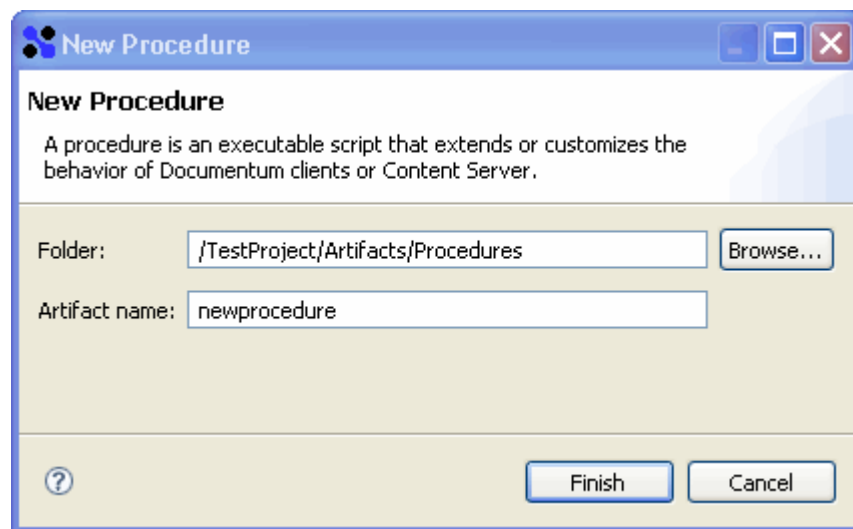 New Procedure
New Procedure
A procedure is an executable script that extends or customizes the
behavior of Documentum clients or Content Server.
Folder: /TestProject/Artifacts/Procedures Browse...
Artifact name: newprocedure
? Finish Cancel